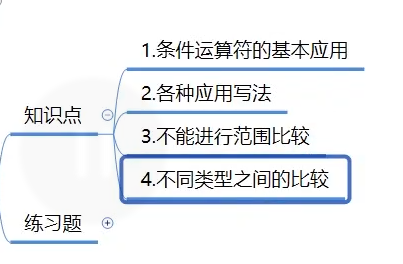 1.条件运算符的基本应用
2.各种应用写法
知识点
3.不能进行范围比较
4.不同类型之间的比较
练习题